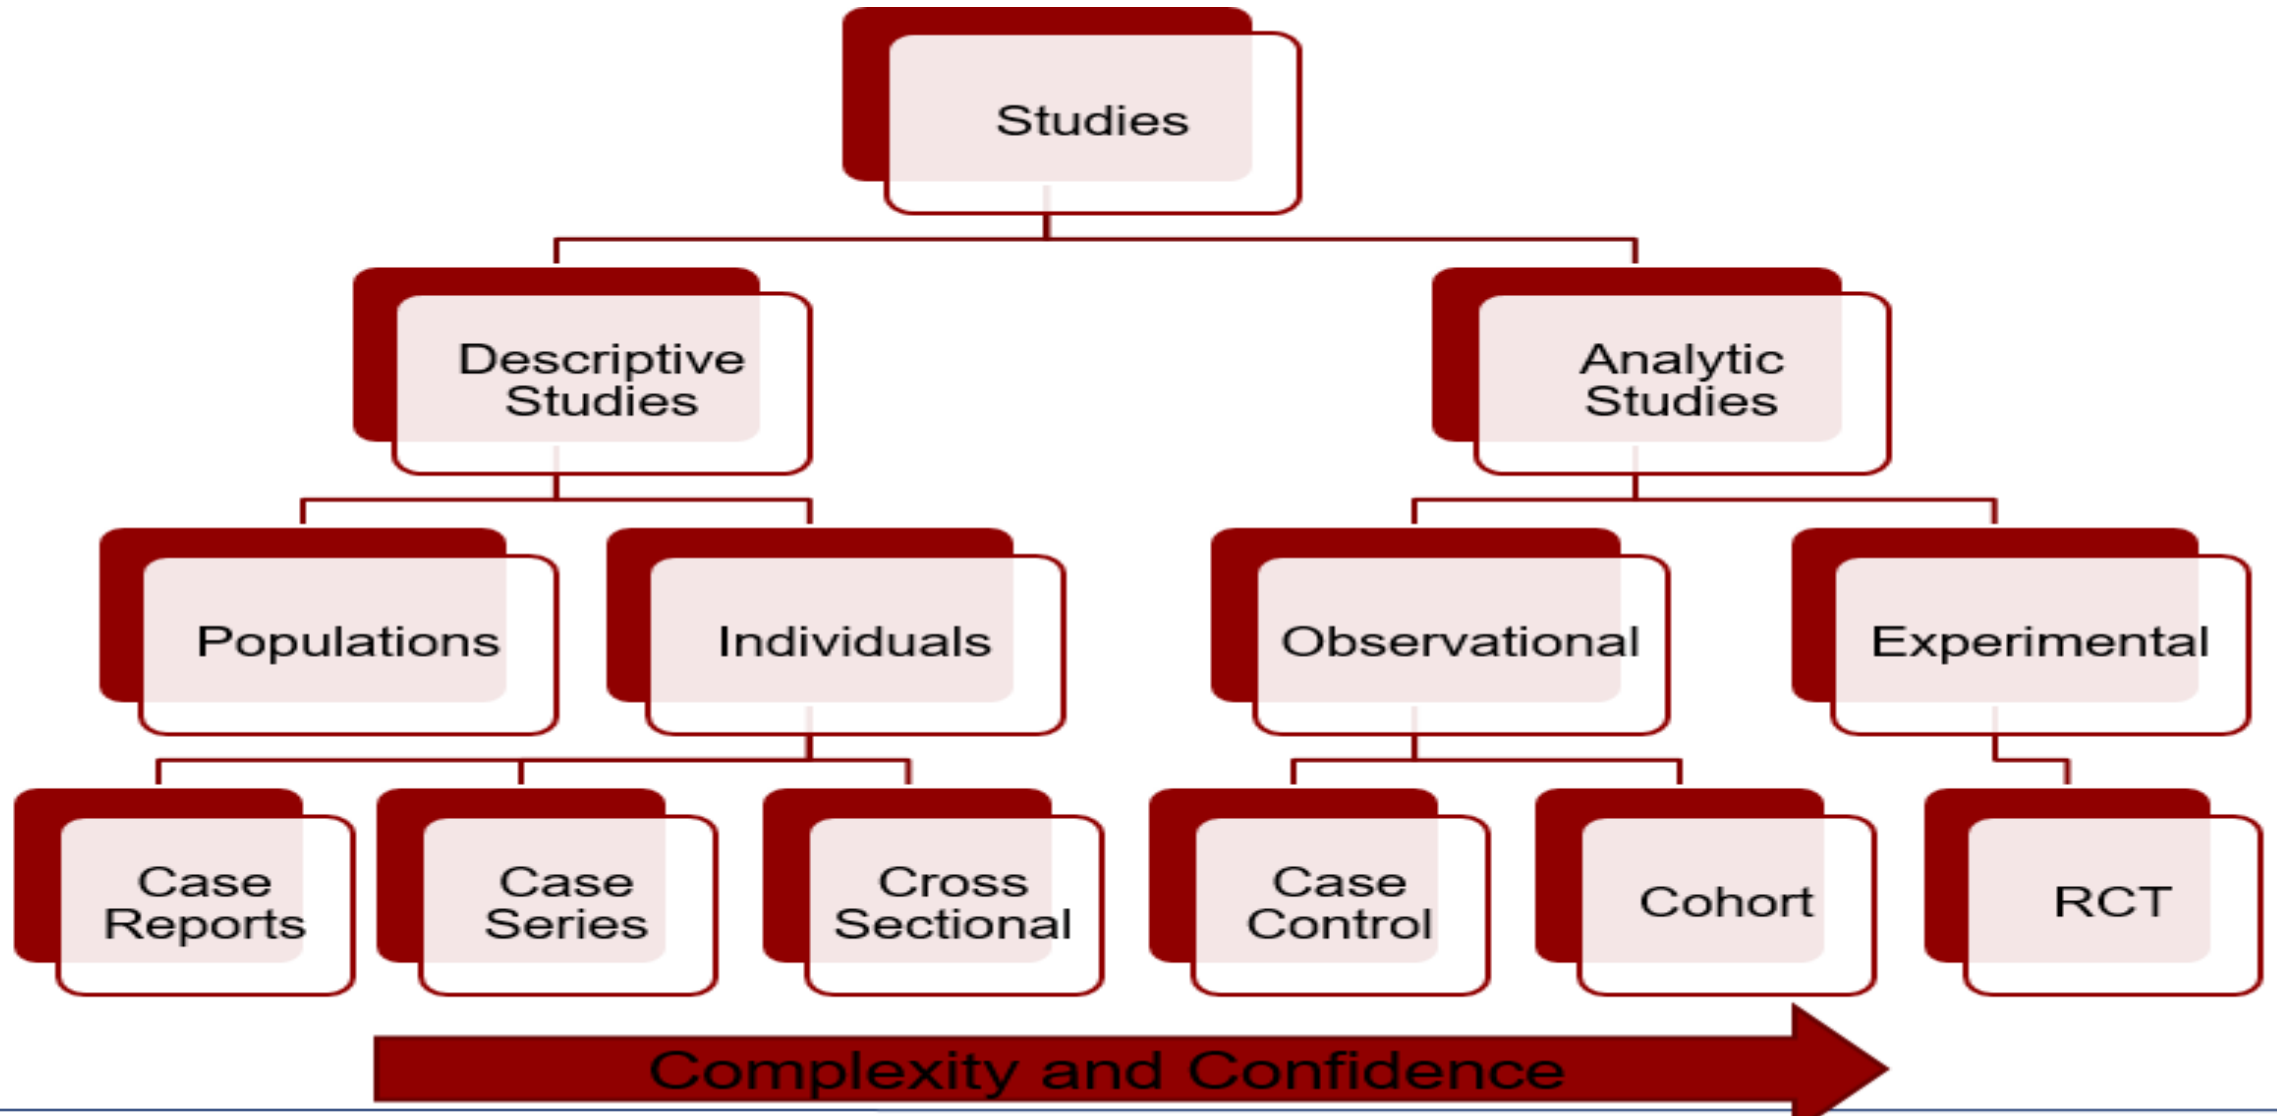 Studies
Descriptive
Studies
Analytic
Studies
Populations
Individuals
Observational
Experimental
Case
Reports
Case
Series
Cross
Sectional
Case
Control
Cohort
RCT
Complexity and Confidence